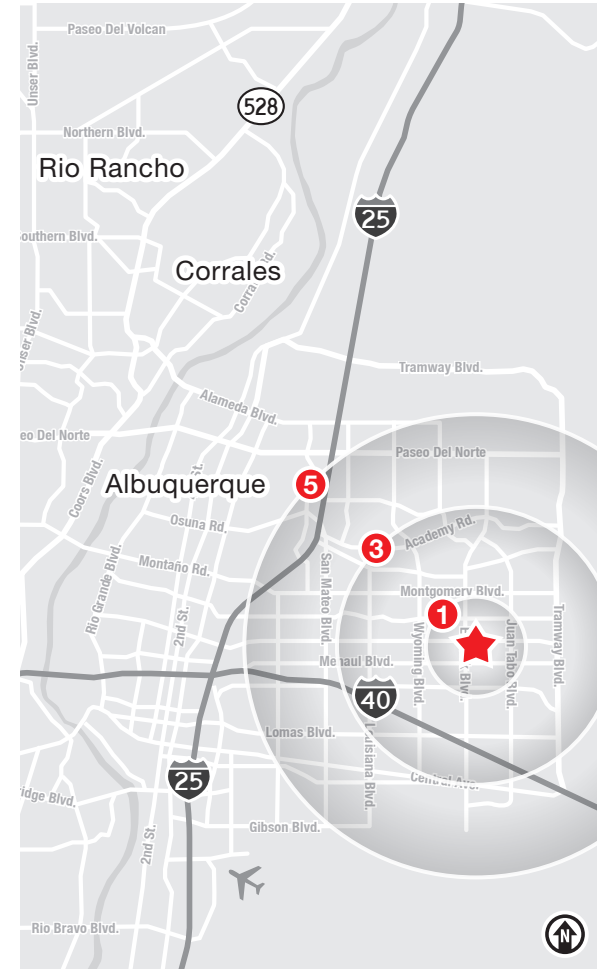 Paseo Del Volcan
Unser Blvd.
528
Northern Blvd.
Rio Rancho
25
Southern Blvd.
Corrales
Unser Blvd.
Tramway Blvd.
Alameda Blvd.
Del Norte
Paseo Del Norte
Coors Blvd.
St.
Albuquerque
5
Osuna Rd.
Academy Rd.
3
Montaño Rd.
San Mateo Blvd.
Rio Grande Blvd.
2nd St.
Montgomery Blvd.
1
Wyoming Blvd.
Blvd.
Juan Tabo Blvd.
Tramway Blvd.
Menaul Blvd.
40
Lomas Blvd.
Louisiana Blvd.
25
Central Ave.
Blvd.
Gibson Blvd.
2nd St.
Rio Bravo Blvd.
N